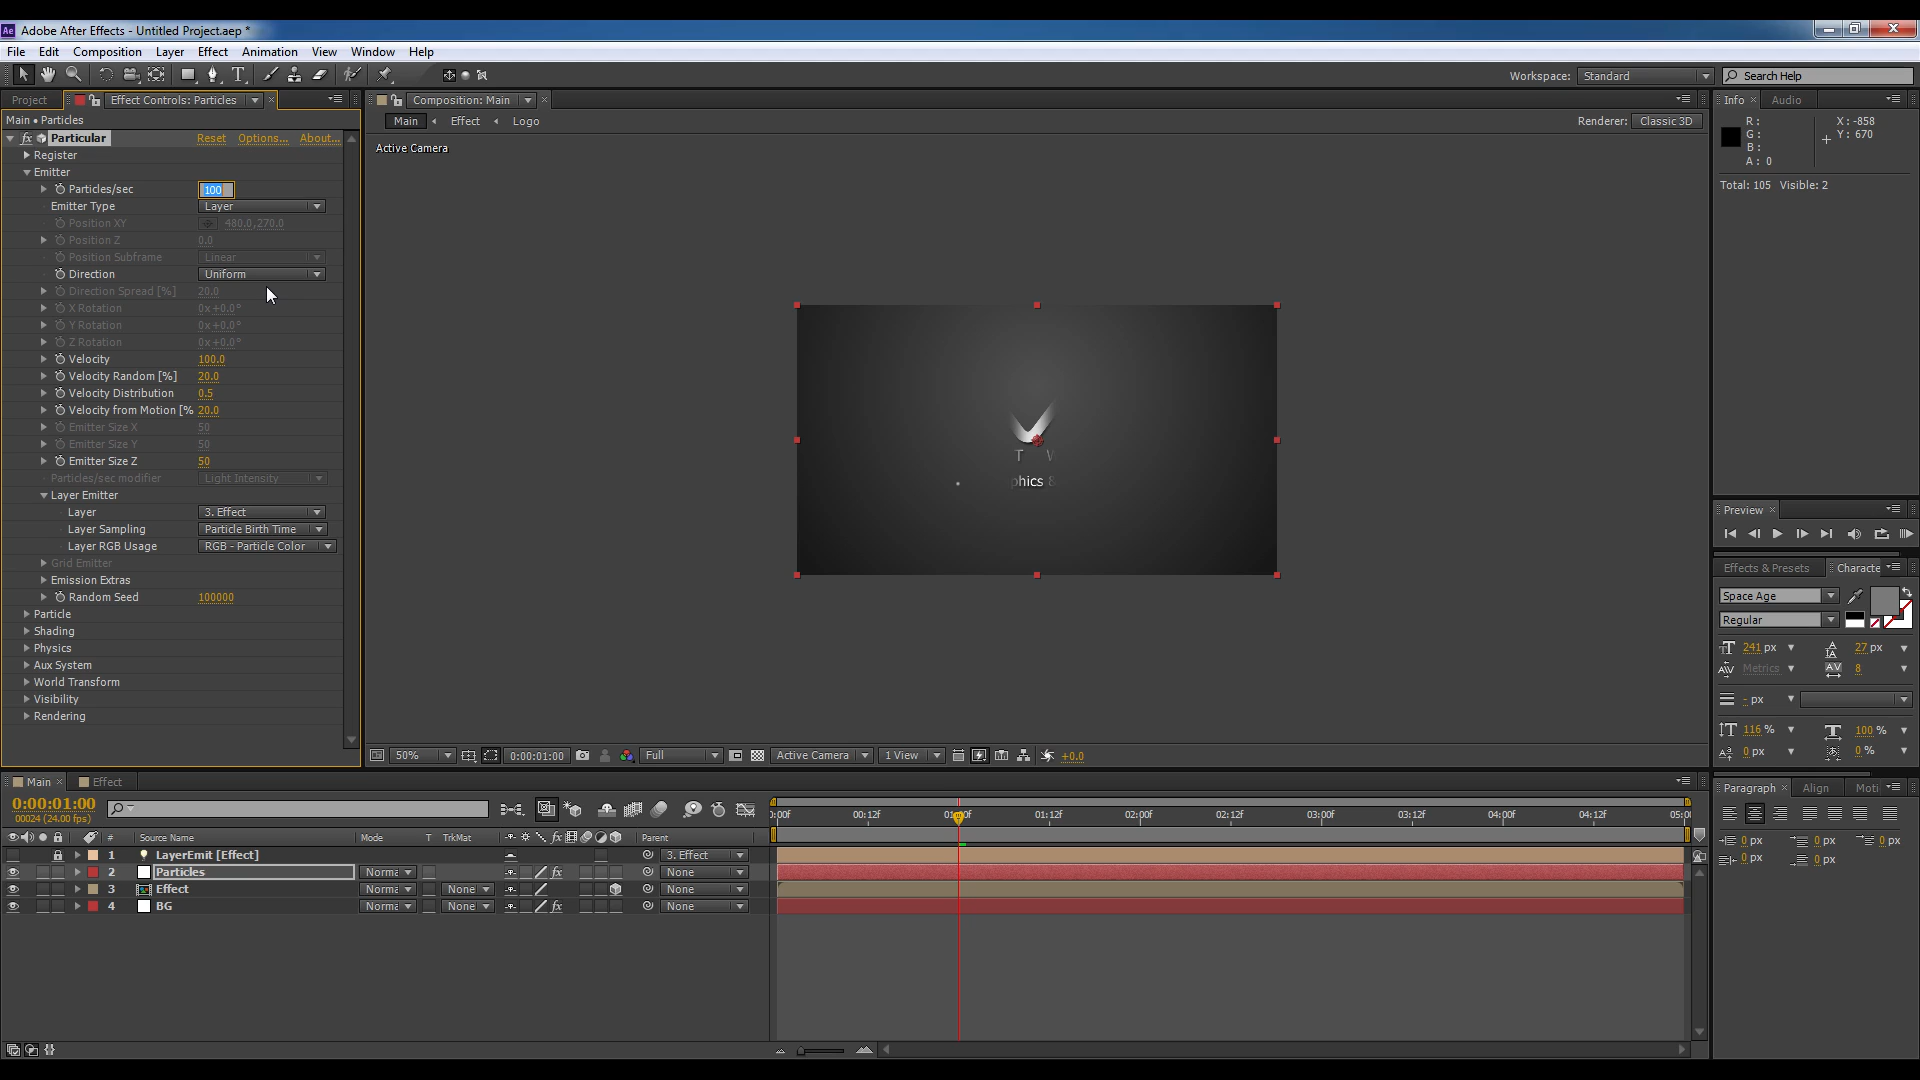 Ae Adobe After Effects - Untitled Project.aep *
File Edit Composition Layer Effect Animation View Window Help
Workspace: Standard Search Help
Project Effect Controls: Particles Composition: Main Info Audio
Main • Particles
Main Effect Logo Renderer: Classic 3D
R : X : -858
G : Y : 670
B :
A : 0
fx Particular Reset Options... About...
Active Camera
Register
Emitter
Particles/sec 100
Total: 105 Visible: 2
Emitter Type Layer
Position XY 480.0,270.0
Position Z 0.0
Position Subframe Linear
Direction Uniform
Direction Spread [%] 20.0
X Rotation 0x+0.0°
Y Rotation 0x+0.0°
Z Rotation 0x+0.0°
Velocity 100.0
Velocity Random [%] 20.0
Velocity Distribution 0.5
Velocity from Motion [% 20.0
Emitter Size X 50
Emitter Size Y 50
Emitter Size Z 50
Particles/sec modifier Light Intensity
Layer Emitter
Layer 3. Effect
Layer Sampling Particle Birth Time
Layer RGB Usage RGB - Particle Color
Grid Emitter
Emission Extras
Random Seed 100000
Particle
Shading
Physics
Aux System
World Transform
Visibility
Rendering
T
phics &
Preview
Effects & Presets Characte
Space Age
Regular
241 px 27 px
Metrics 8
- px
116 % 100 %
0 px 0 %
50% 0:00:01:00 Full Active Camera 1 View +0.0
Main Effect
Paragraph Align Moti
0 px 0 px 0 px
0 px 0 px
0:00:01:00
00024 (24.00 fps)
:00f 00:12f 01:00f 01:12f 02:00f 02:12f 03:00f 03:12f 04:00f 04:12f 05:0
# Source Name Mode T TrkMat fx Parent
1 LayerEmit [Effect] 3. Effect
2 Particles Norma fx None
3 Effect Norma None None
4 BG Norma None fx None